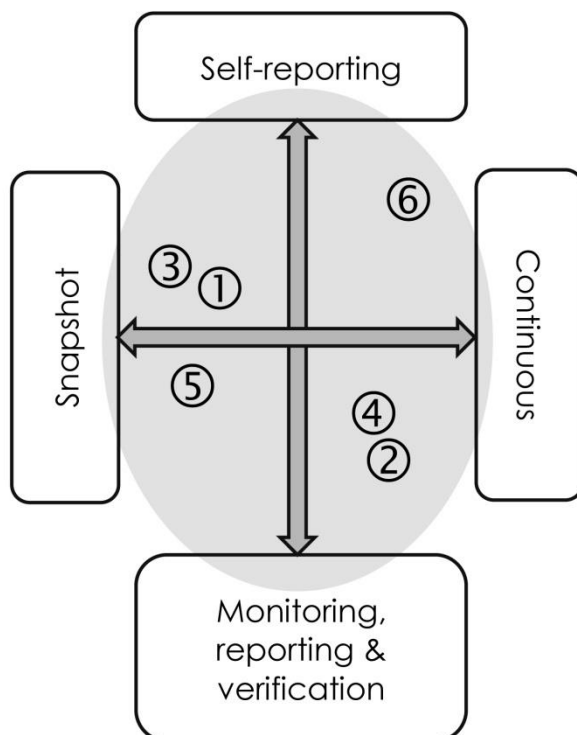 Self-reporting
⑥
③
①
Snapshot
Continuous
⑤
④
②
Monitoring,
reporting &
verification